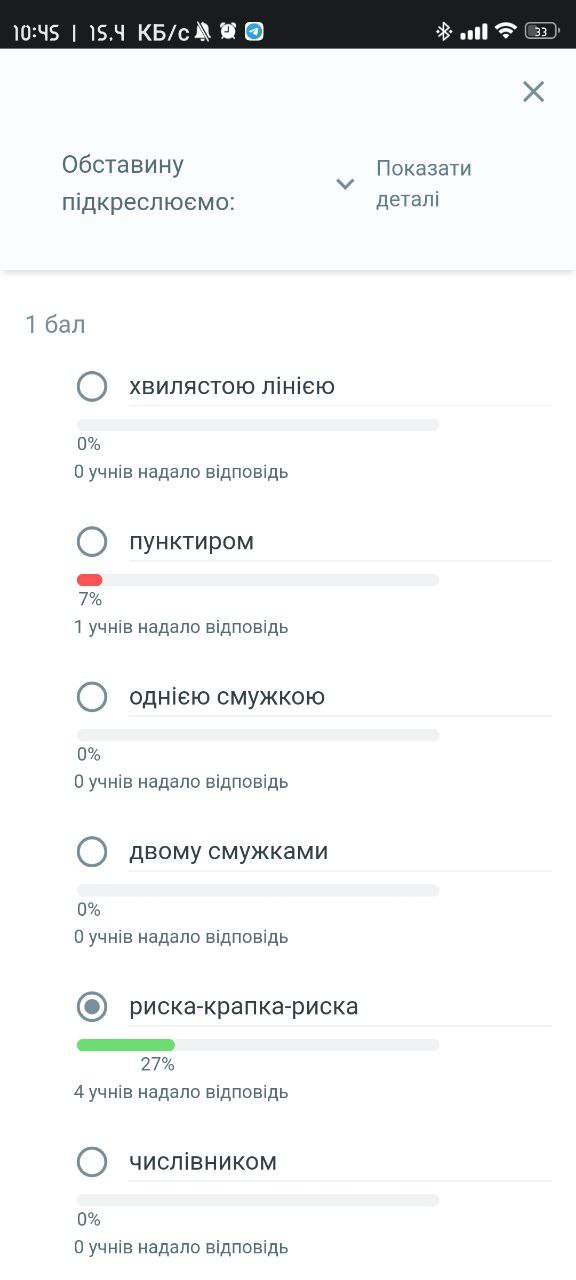 10:45 | 15.4 КБ/с 33
Обставину
підкреслюємо:
Показати
деталі
1 бал
хвилястою лінією
0%
0 учнів надало відповідь
пунктиром
7%
1 учнів надало відповідь
однією смужкою
0%
0 учнів надало відповідь
двому смужками
0%
0 учнів надало відповідь
риска-крапка-риска
27%
4 учнів надало відповідь
числівником
0%
0 учнів надало відповідь